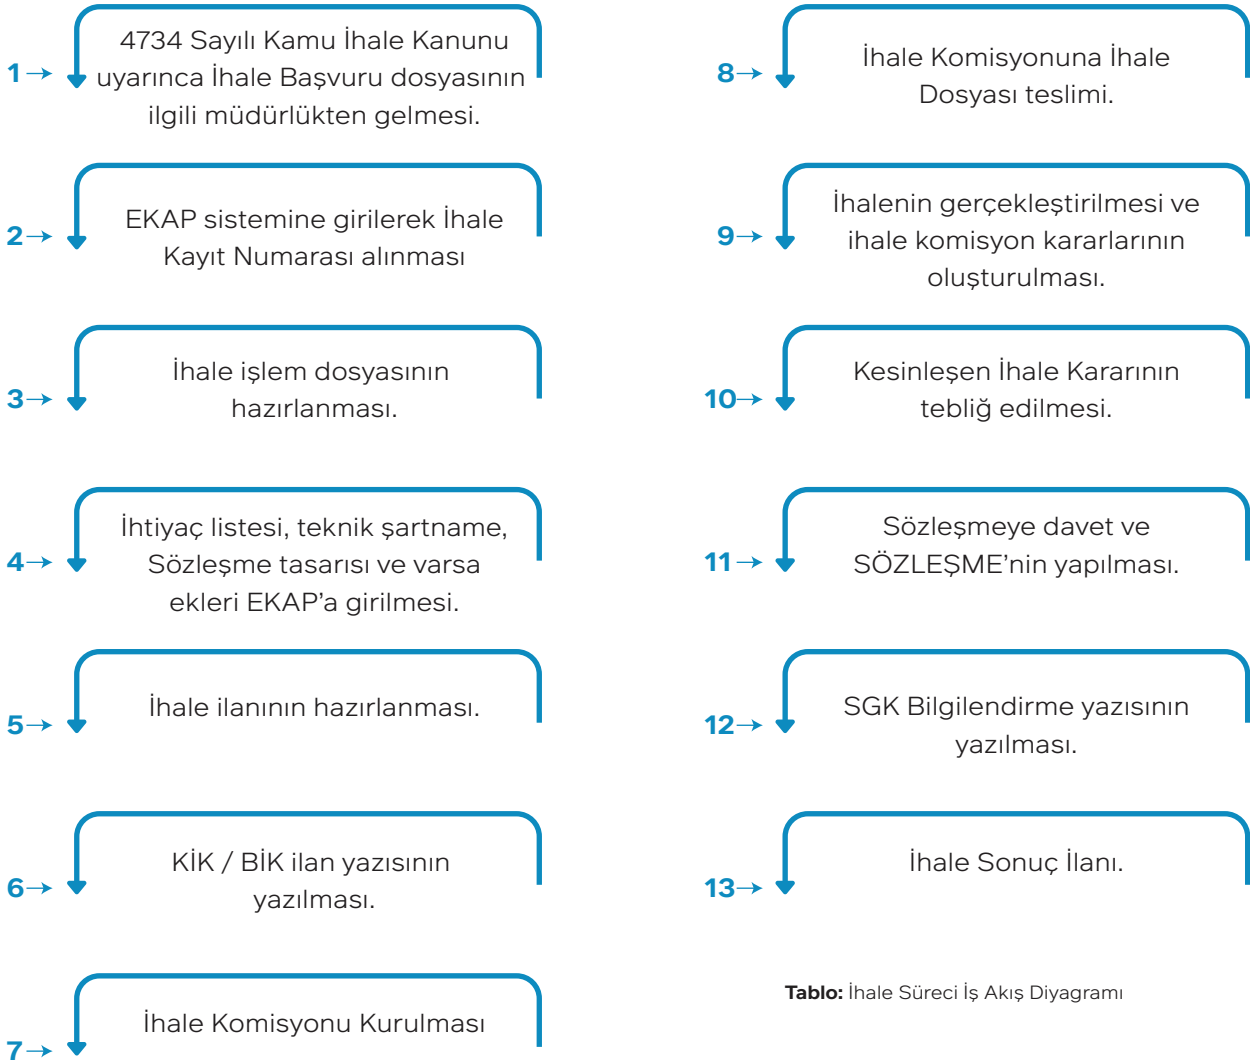 1
4734 Sayılı Kamu İhale Kanunu
uyarınca İhale Başvuru dosyasının
ilgili müdürlükten gelmesi.
2
EKAP sistemine girilerek İhale
Kayıt Numarası alınması
3
İhale işlem dosyasının
hazırlanması.
4
İhtiyaç listesi, teknik şartname,
Sözleşme tasarısı ve varsa
ekleri EKAP’a girilmesi.
5
İhale ilanının hazırlanması.
6
KİK / BİK ilan yazısının
yazılması.
7
İhale Komisyonu Kurulması
8
İhale Komisyonuna İhale
Dosyası teslimi.
9
İhalenin gerçekleştirilmesi ve
ihale komisyon kararlarının
oluşturulması.
10
Kesinleşen İhale Kararının
tebliğ edilmesi.
11
Sözleşmeye davet ve
SÖZLEŞME’nin yapılması.
12
SGK Bilgilendirme yazısının
yazılması.
13
İhale Sonuç İlanı.
Tablo: İhale Süreci İş Akış Diyagramı